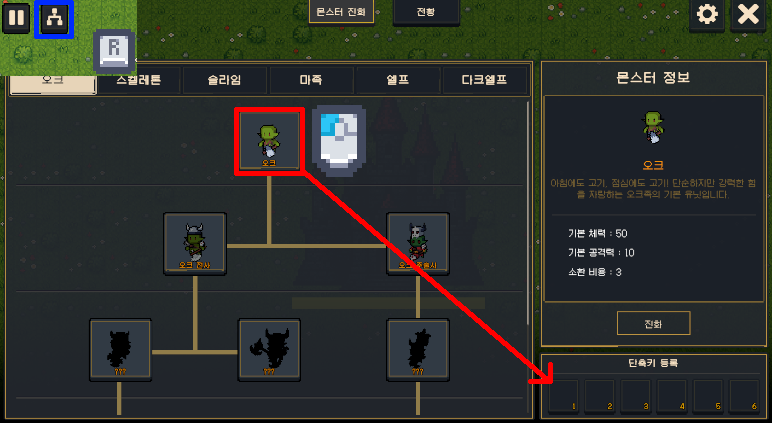 몬스터 진화
전황
R
오크
스켈레톤
슬라임
마족
엘프
다크엘프
오크
오크 전사
오크 주술사
???
???
???
몬스터 정보
오크
아침에도 고기, 점심에도 고기! 단순하지만 강력한 힘
을 자랑하는 오크족의 기본 유닛입니다.
기본 체력 : 50
기본 공격력 : 10
소환 비용 : 3
진화
단축키 등록
1
2
3
4
5
6